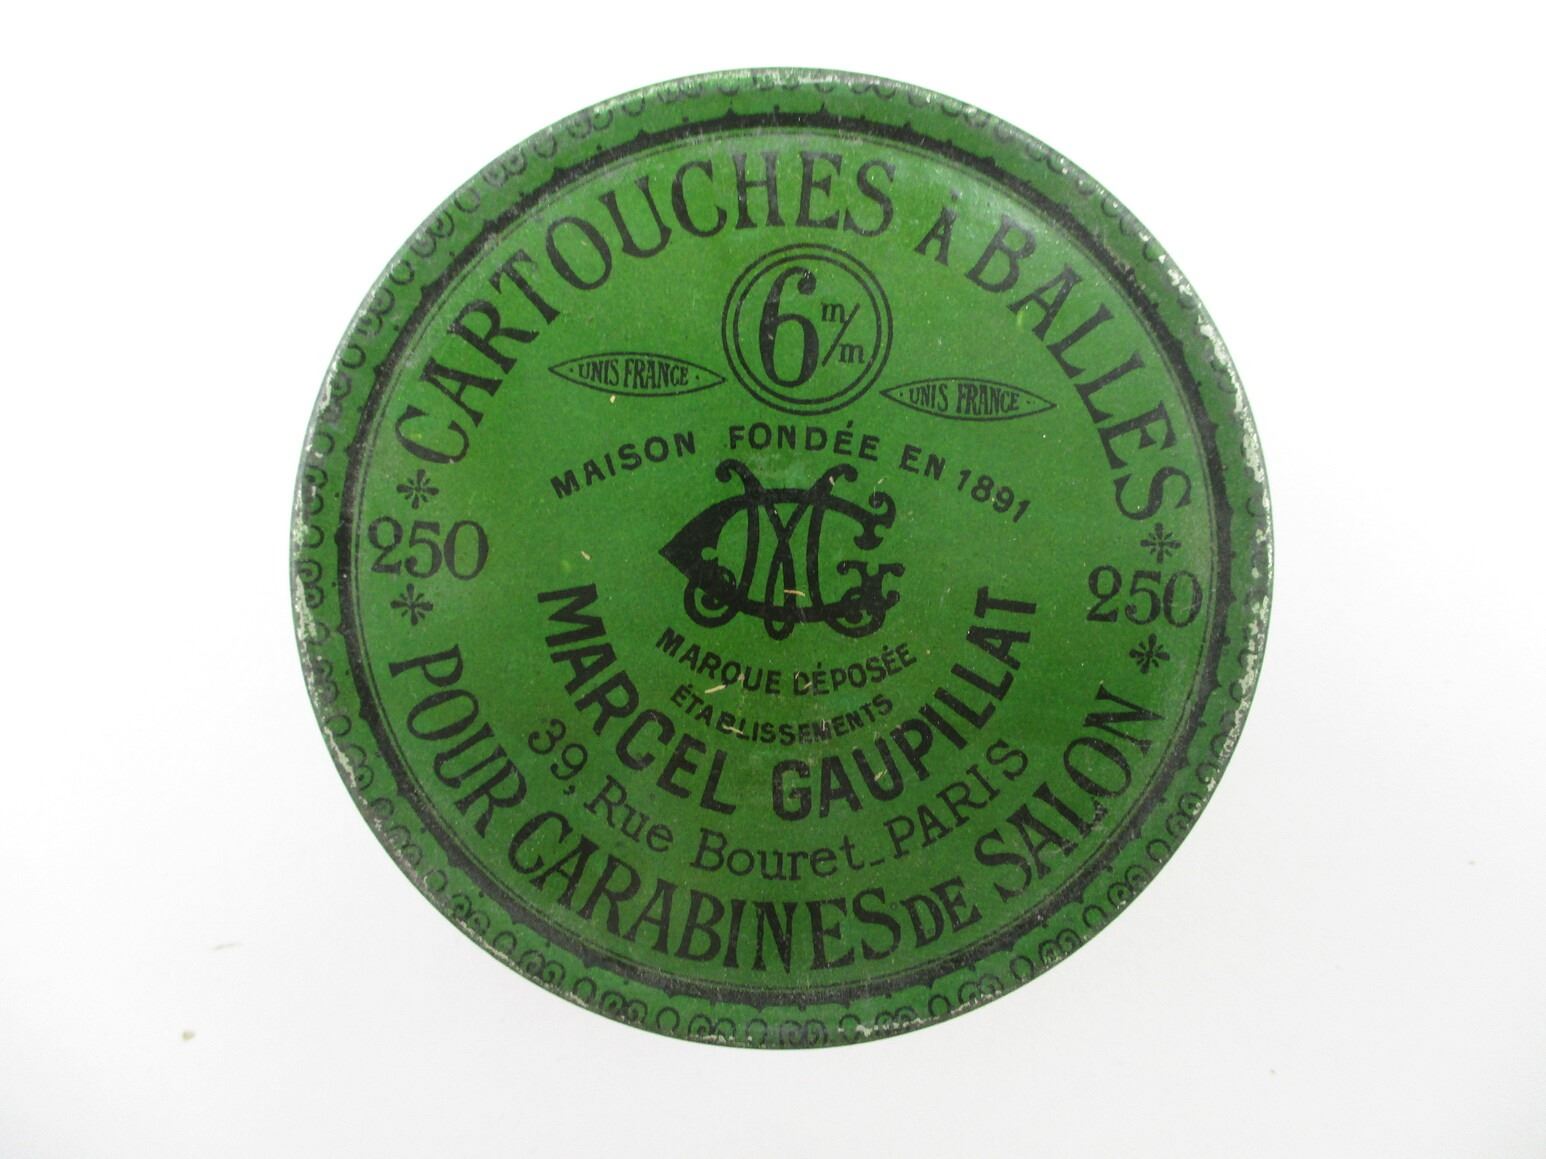 CARTOUCHES À BALLES
6 m/m
UNIS FRANCE
UNIS FRANCE
MAISON FONDÉE EN 1891
250
250
MARQUE DÉPOSÉE
ÉTABLISSEMENTS
MARCEL GAUPILLAT
39, Rue Bouret_PARIS
POUR CARABINES DE SALON